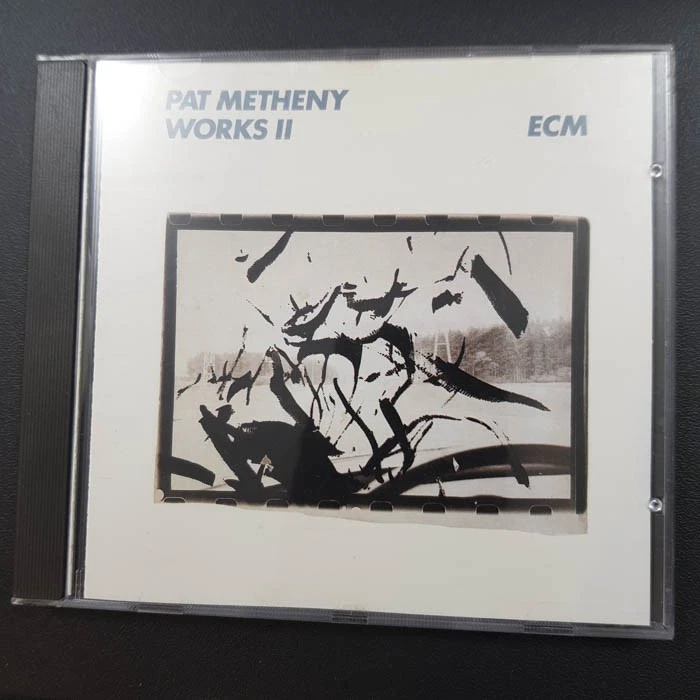 PAT METHENY
WORKS II
ECM